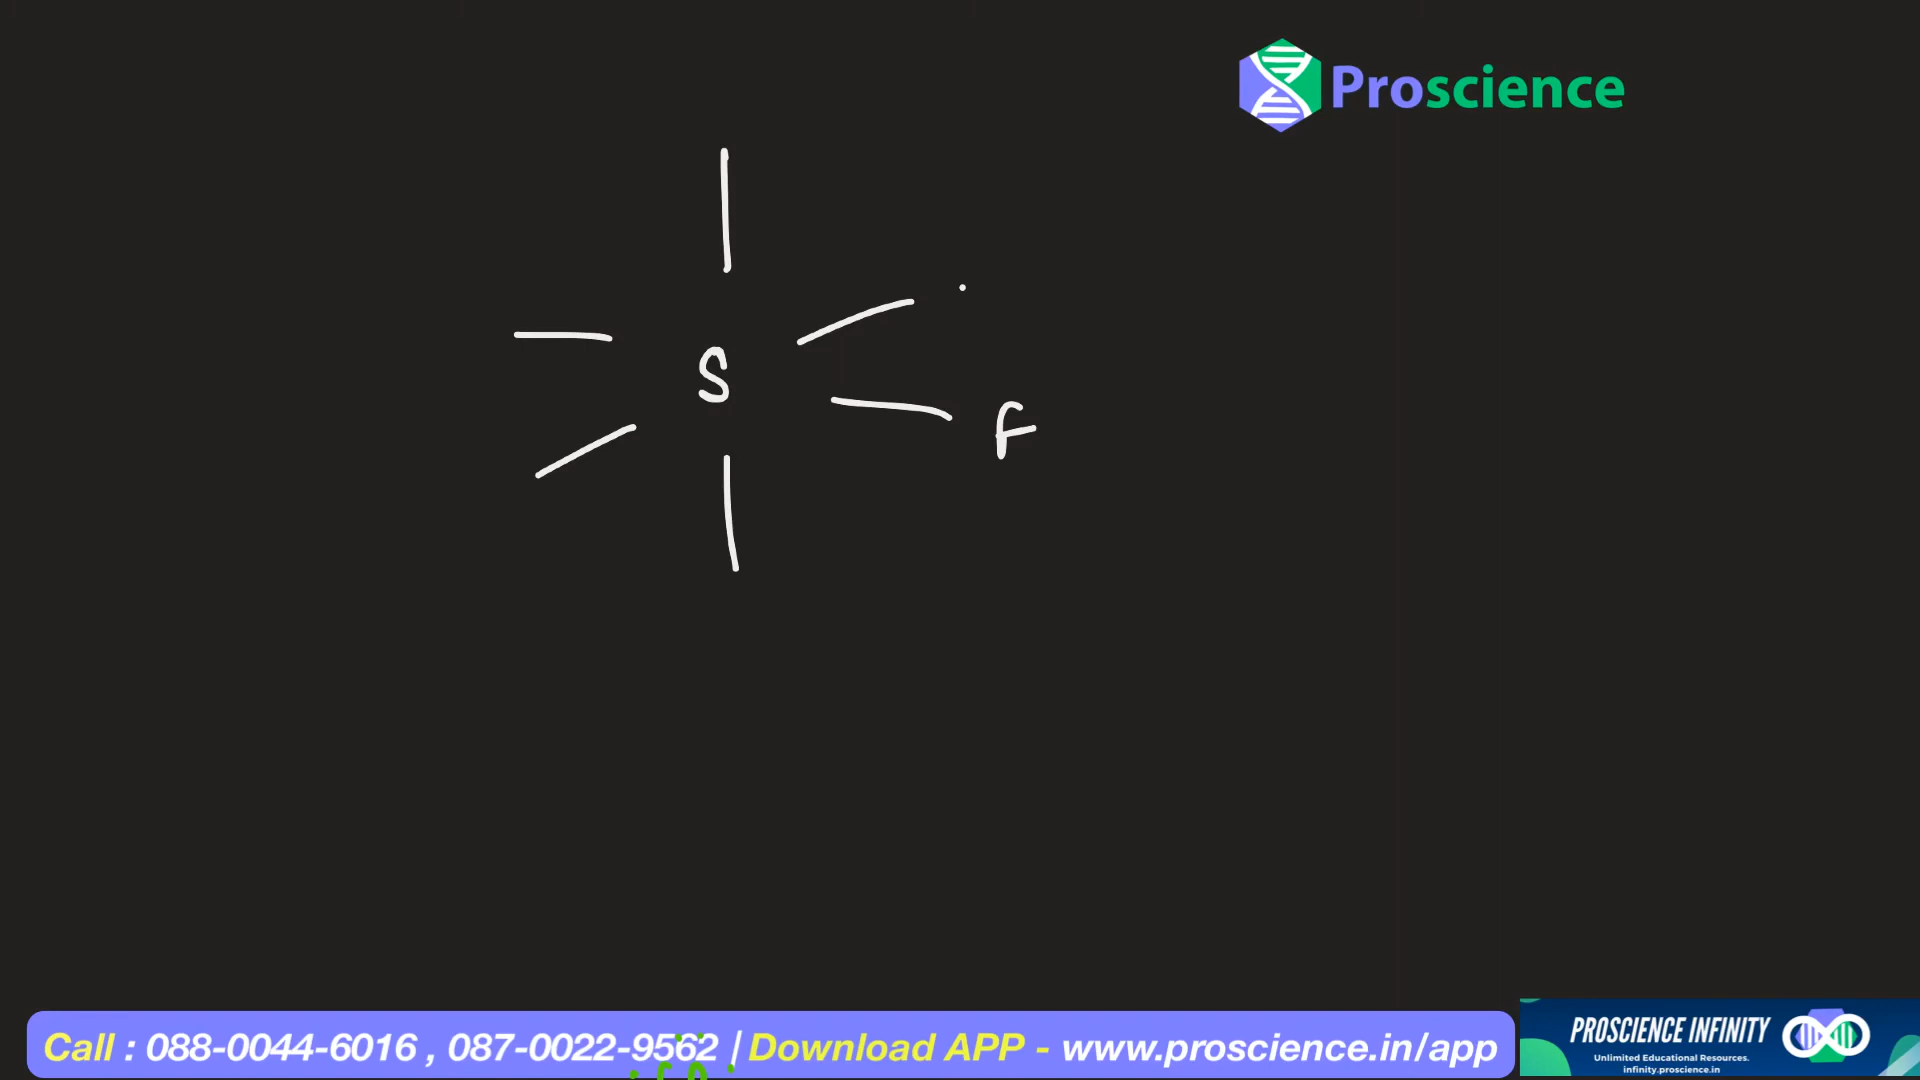 Proscience
S
F
Call : 088-0044-6016 , 087-0022-9562 | Download APP - www.proscience.in/app
PROSCIENCE INFINITY
Unlimited Educational Resources.
infinity.proscience.in